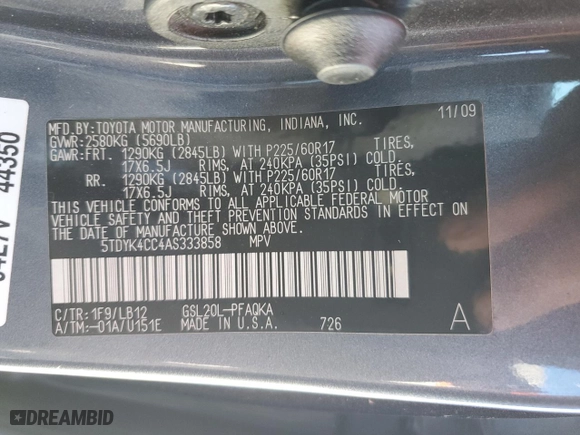 MFD.BY:TOYOTA MOTOR MANUFACTURING, INDIANA, INC. 11/09
GVWR:2580KG (5690LB)
GAWR:FRT. 1290KG (2845LB) WITH P225/60R17 TIRES,
17X6.5J RIMS, AT 240KPA (35PSI) COLD.
RR. 1290KG (2845LB) WITH P225/60R17 TIRES,
17X6.5J RIMS, AT 240KPA (35PSI) COLD.
THIS VEHICLE CONFORMS TO ALL APPLICABLE FEDERAL MOTOR
VEHICLE SAFETY AND THEFT PREVENTION STANDARDS IN EFFECT ON
THE DATE OF MANUFACTURE SHOWN ABOVE.
5TDYK4CC4AS333858 MPV
C/TR:1F9/LB12 GSL20L-PFAQKA
A/TM:-01A/U151E MADE IN U.S.A. 726 A
44350
DREAMBID